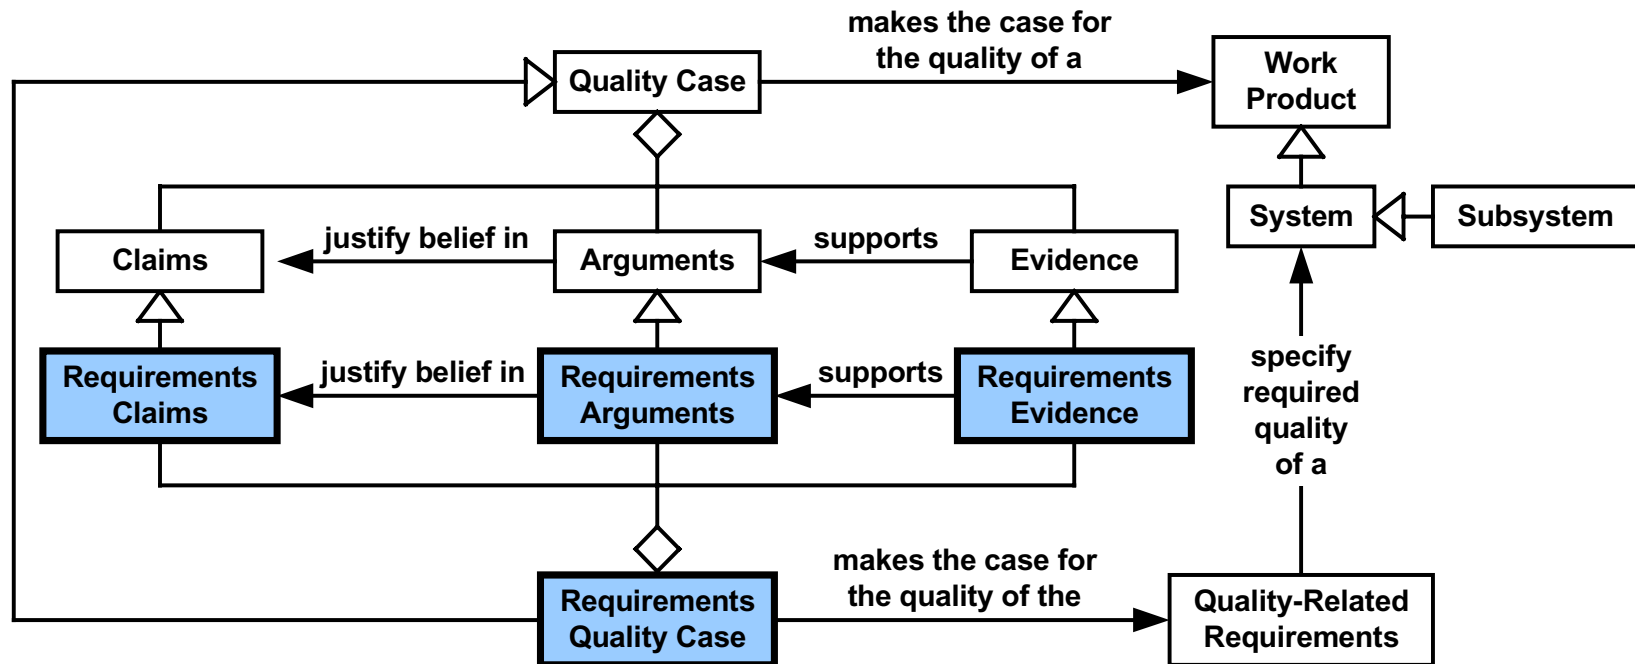 makes the case for
the quality of a
Quality Case
Work
Product
System
Subsystem
Claims
justify belief in
Arguments
supports
Evidence
Requirements
Claims
justify belief in
Requirements
Arguments
supports
Requirements
Evidence
specify
required
quality
of a
Requirements
Quality Case
makes the case for
the quality of the
Quality-Related
Requirements